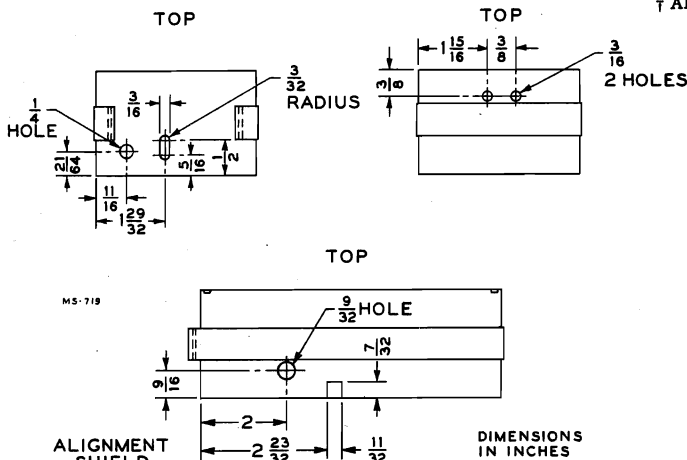 TOP
TOP
† A
1 15/16
3/8
3/16
2 HOLES
3/8
3/16
3/32
RADIUS
1/4
HOLE
21/64
5/16
1/2
11/16
1 29/32
TOP
MS-719
9/32 HOLE
7/32
9/16
2
2 23/32
11/32
ALIGNMENT
SHIELD
DIMENSIONS
IN INCHES